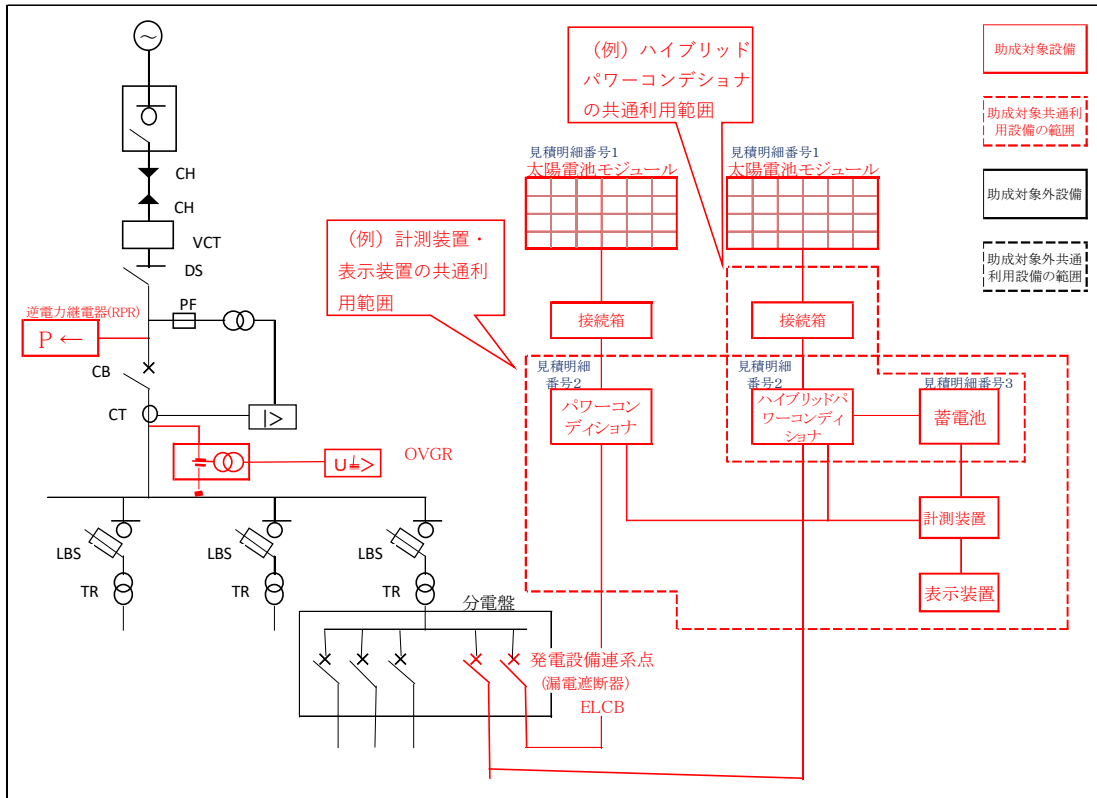 CH
CH
VCT
DS
PF
逆電力継電器(RPR)
P ←
CB
CT
|>
OVGR
LBS
LBS
LBS
TR
TR
TR
分電盤
発電設備連系点
(漏電遮断器)
ELCB
(例)計測装置・
表示装置の共通利
用範囲
(例)ハイブリッド
パワーコンデショナ
の共通利用範囲
見積明細番号1
太陽電池モジュール
見積明細番号1
太陽電池モジュール
接続箱
接続箱
見積明細
番号2
パワーコン
ディショナ
見積明細
番号2
ハイブリッドパ
ワーコンディ
ショナ
見積明細番号3
蓄電池
計測装置
表示装置
助成対象設備
助成対象共通利
用設備の範囲
助成対象外設備
助成対象外共通
利用設備の範囲